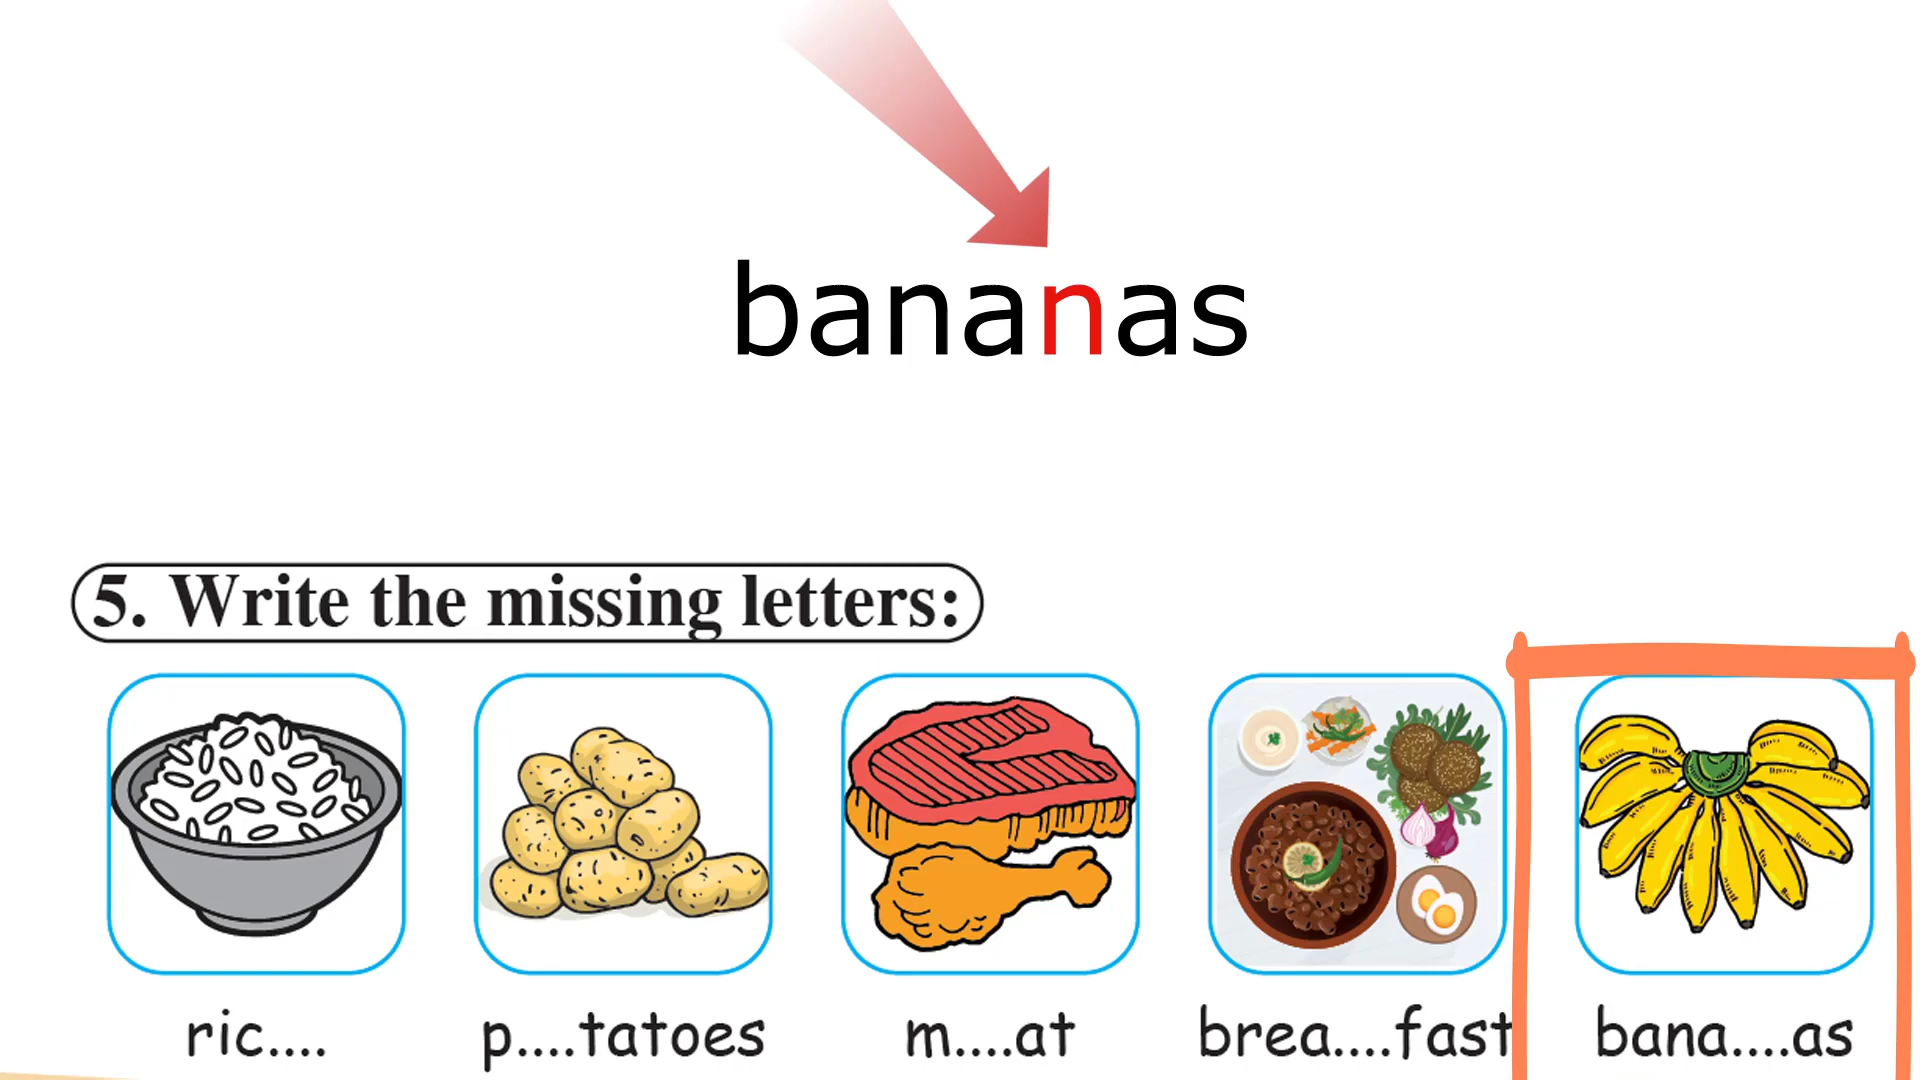 bananas
5. Write the missing letters:
ric.... p....tatoes m....at brea....fast bana....as